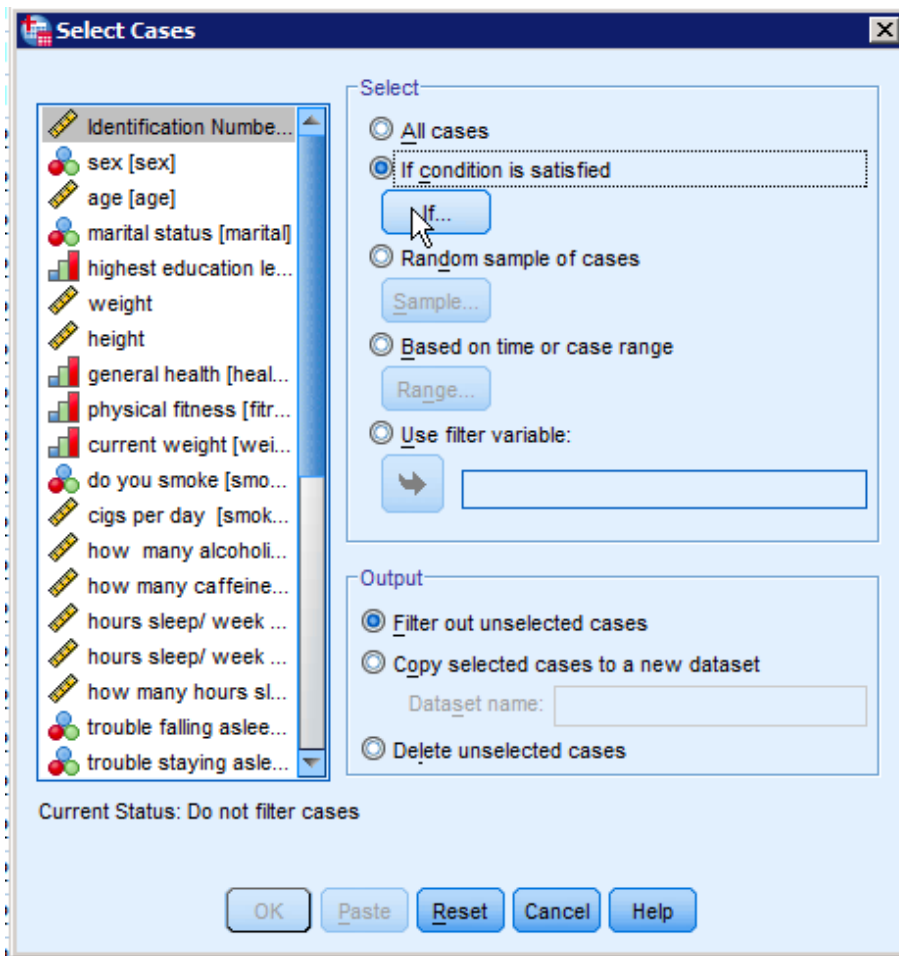 Select Cases
Identification Numbe...
sex [sex]
age [age]
marital status [marital]
highest education le...
weight
height
general health [heal...
physical fitness [fitr...
current weight [wei...
do you smoke [smo...
cigs per day [smok...
how many alcoholi...
how many caffeine...
hours sleep/ week ...
hours sleep/ week ...
how many hours sl...
trouble falling aslee...
trouble staying asle...
Current Status: Do not filter cases
Select
All cases
If condition is satisfied
If...
Random sample of cases
Sample...
Based on time or case range
Range...
Use filter variable:
Output
Filter out unselected cases
Copy selected cases to a new dataset
Dataset name:
Delete unselected cases
OK
Paste
Reset
Cancel
Help